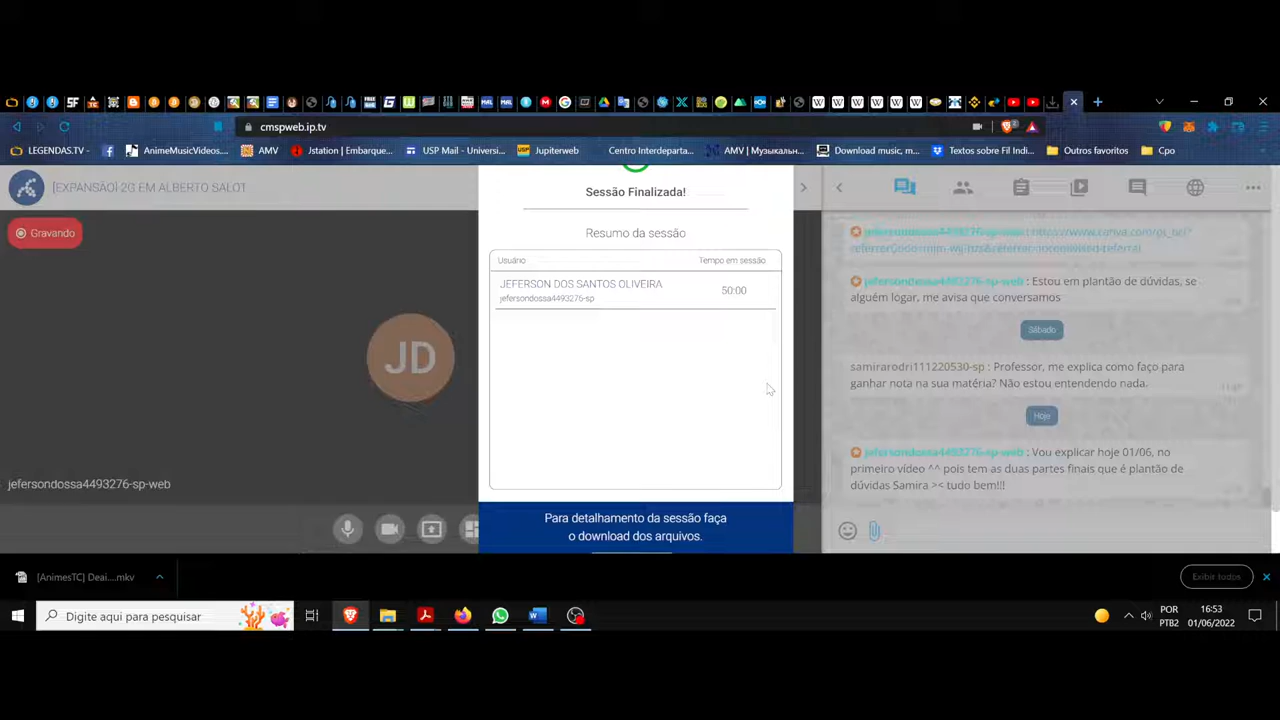 cmspweb.ip.tv
LEGENDAS.TV -
AnimeMusicVideos...
AMV
Jstation | Embarque...
USP Mail - Universi...
Jupiterweb
Centro Interdeparta...
AMV | Музыкальн...
Download music, m...
Textos sobre Fil Indi...
Outros favoritos
Cpo
[EXPANSÃO] 2G EM ALBERTO SALOT
Gravando
JD
jefersondossa4493276-sp-web
Sessão Finalizada!
Resumo da sessão
Usuário Tempo em sessão
JEFERSON DOS SANTOS OLIVEIRA 50:00
jefersondossa4493276-sp
Para detalhamento da sessão faça
o download dos arquivos.
jefersondossa4493276-sp-web : Estou em plantão de dúvidas, se
alguém logar, me avisa que conversamos
Sábado
samirarodri111220530-sp : Professor, me explica como faço para
ganhar nota na sua matéria? Não estou entendendo nada.
Hoje
jefersondossa4493276-sp-web : Vou explicar hoje 01/06, no
primeiro vídeo ^^ pois tem as duas partes finais que é plantão de
dúvidas Samira >< tudo bem!!!
[AnimesTC] Deai....mkv
Exibir todos
Digite aqui para pesquisar
POR
PTB2
16:53
01/06/2022